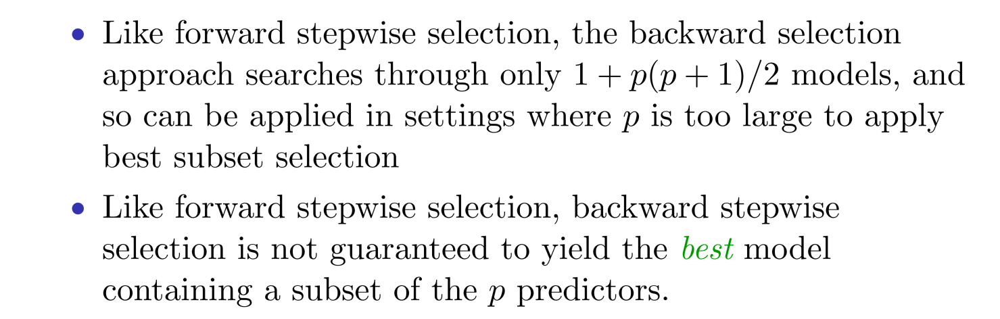 • Like forward stepwise selection, the backward selection
approach searches through only 1 + p(p + 1)/2 models, and
so can be applied in settings where p is too large to apply
best subset selection
• Like forward stepwise selection, backward stepwise
selection is not guaranteed to yield the best model
containing a subset of the p predictors.